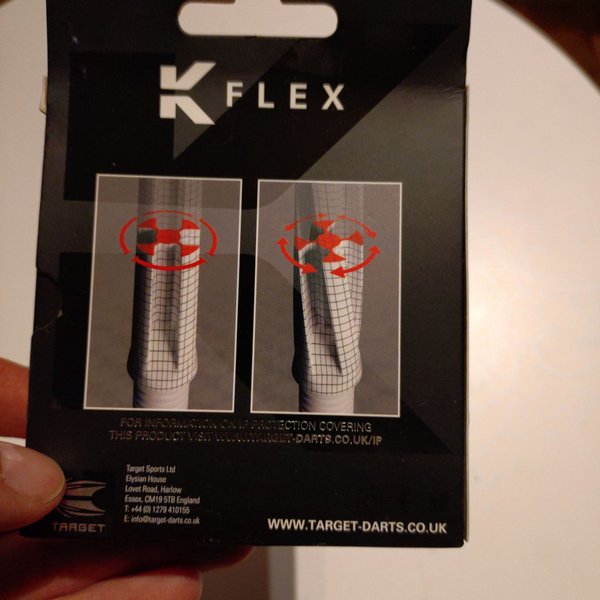 K FLEX
FOR INFORMATION ON IP PROTECTION COVERING
THIS PRODUCT VISIT WWW.TARGET-DARTS.CO.UK/IP
Target Sports Ltd
Elysian House
Lovet Road, Harlow
Essex, CM19 5TB England
T: +44 (0) 1279 410155
E: info@target-darts.co.uk
TARGET
WWW.TARGET-DARTS.CO.UK